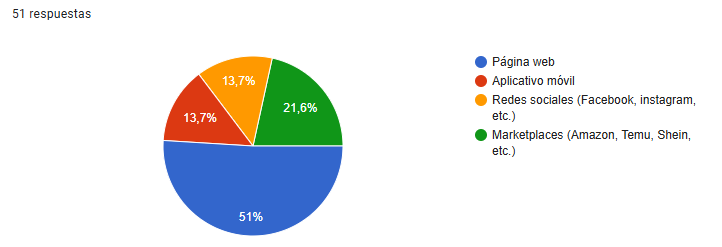 51 respuestas
13,7%
13,7%
21,6%
51%
Página web
Aplicativo móvil
Redes sociales (Facebook, instagram,
etc.)
Marketplaces (Amazon, Temu, Shein,
etc.)